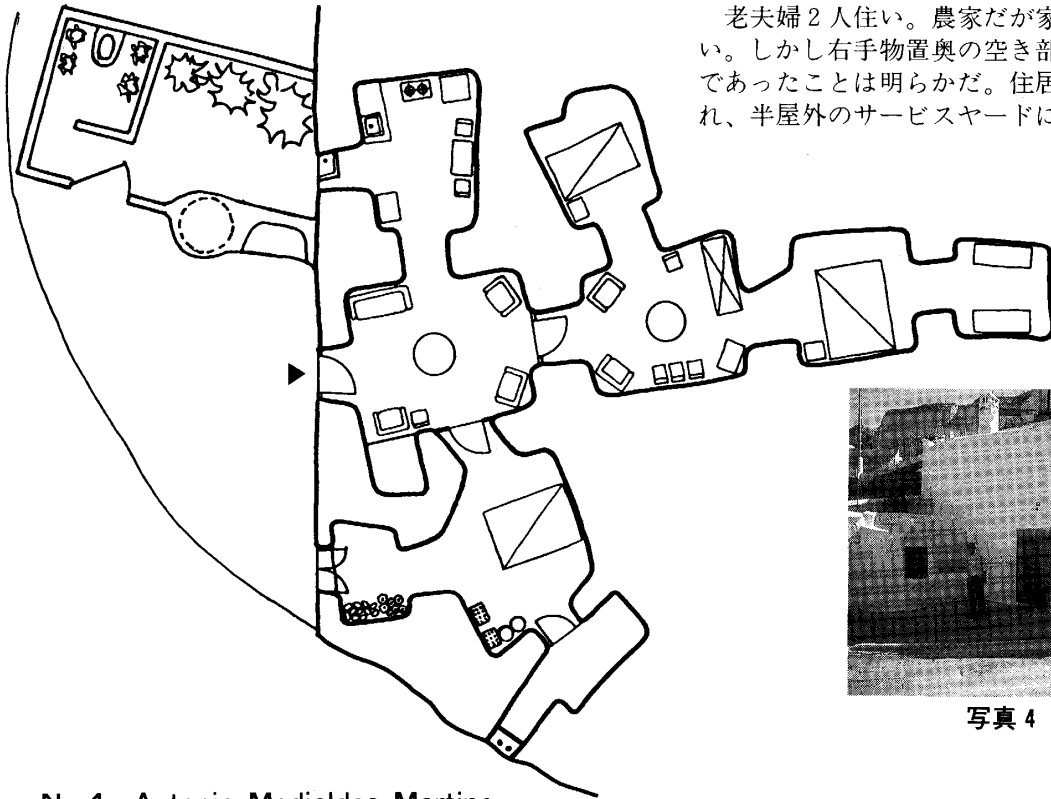 老夫婦2人住い。農家だが家
い。しかし右手物置奥の空き部
であったことは明らかだ。住居
れ、半屋外のサービスヤードに
写真4
Antonio Medialdea